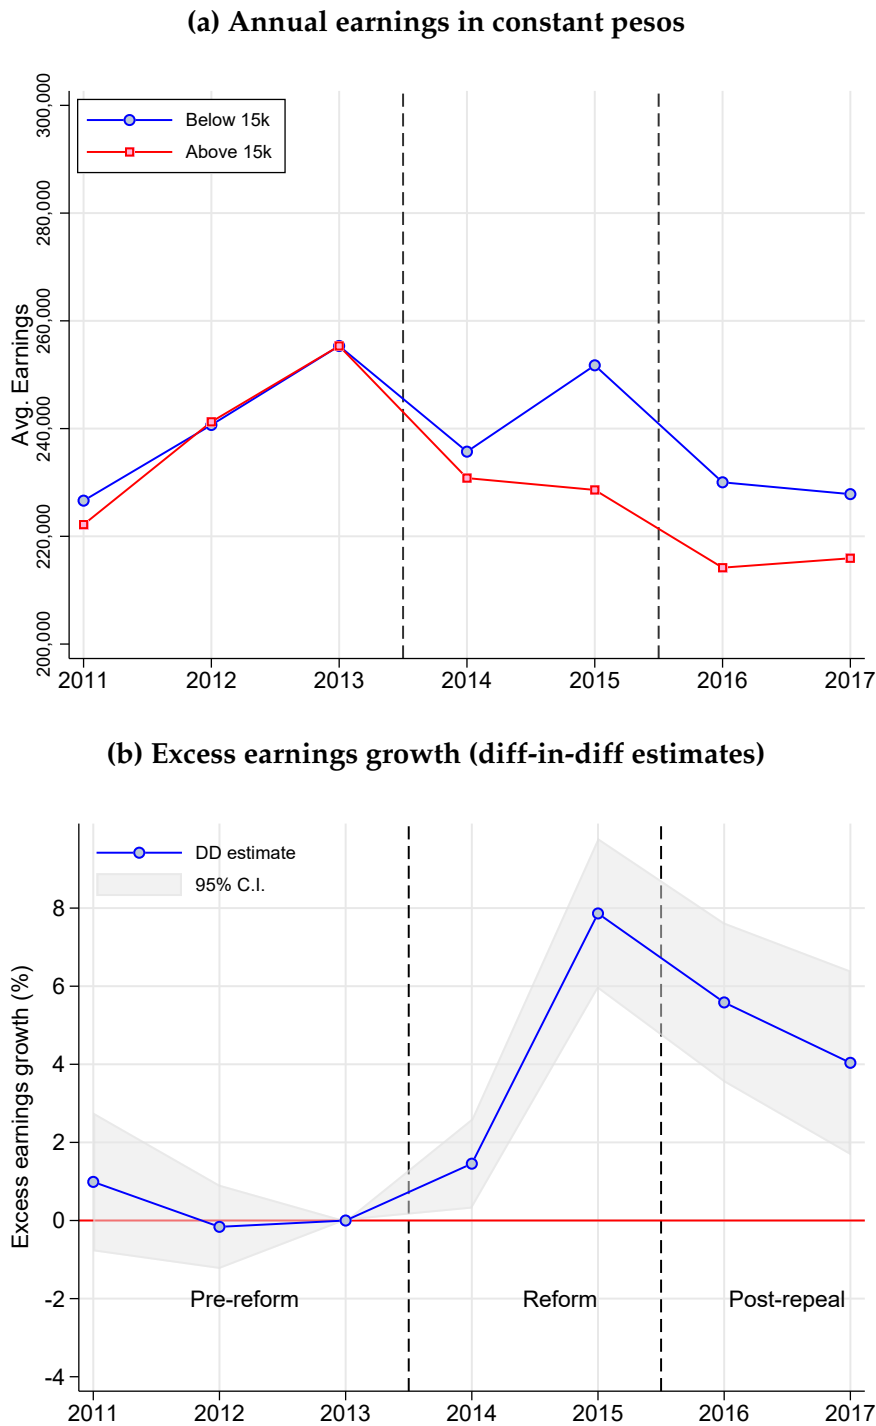 (a) Annual earnings in constant pesos
Below 15k
Above 15k
Avg. Earnings
300,000
280,000
260,000
240,000
220,000
200,000
2011 2012 2013 2014 2015 2016 2017
(b) Excess earnings growth (diff-in-diff estimates)
DD estimate
95% C.I.
Excess earnings growth (%)
8
6
4
2
0
-2
-4
Pre-reform Reform Post-repeal
2011 2012 2013 2014 2015 2016 2017